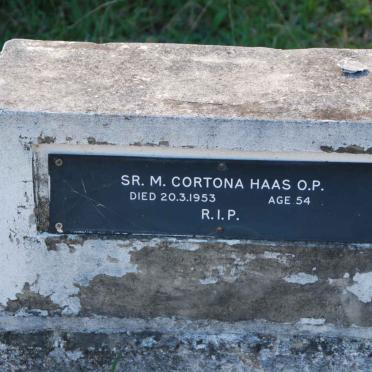 SR. M. CORTONA HAAS O.P.
DIED 20.3.1953 AGE 54
R.I.P.